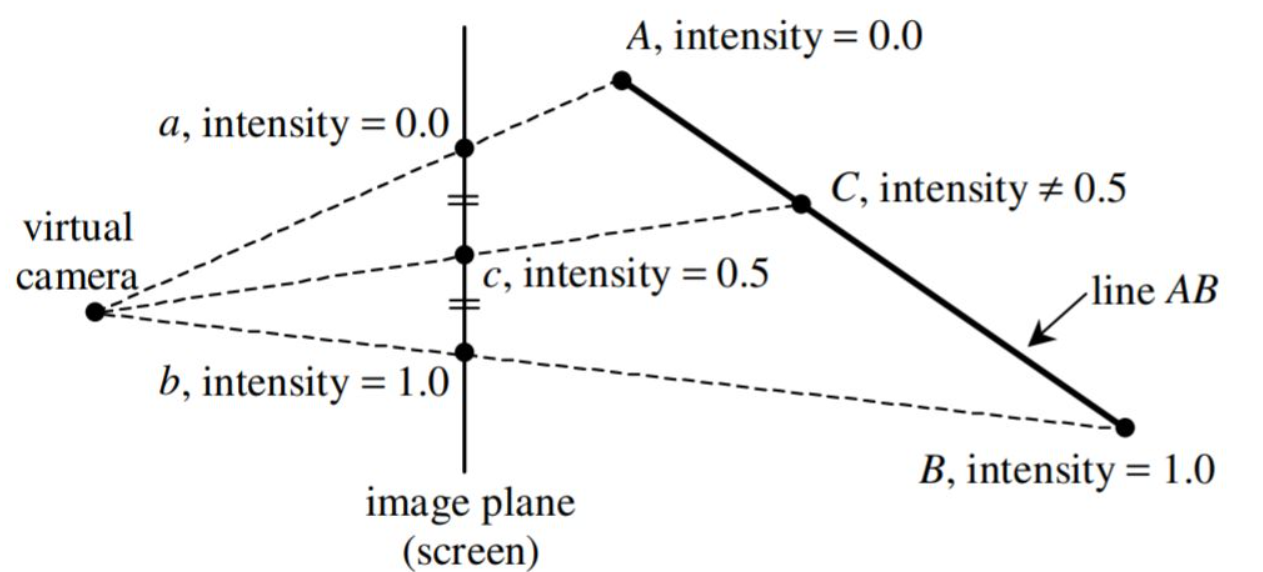 A, intensity = 0.0
a, intensity = 0.0
C, intensity ≠ 0.5
virtual
camera
c, intensity = 0.5
line AB
b, intensity = 1.0
B, intensity = 1.0
image plane
(screen)